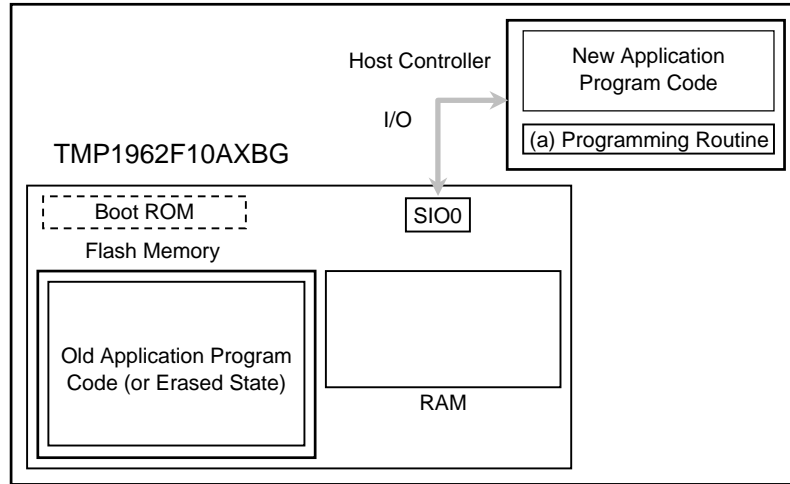 Host Controller
New Application
Program Code
I/O
(a) Programming Routine
TMP1962F10AXBG
Boot ROM
SIO0
Flash Memory
Old Application Program
Code (or Erased State)
RAM